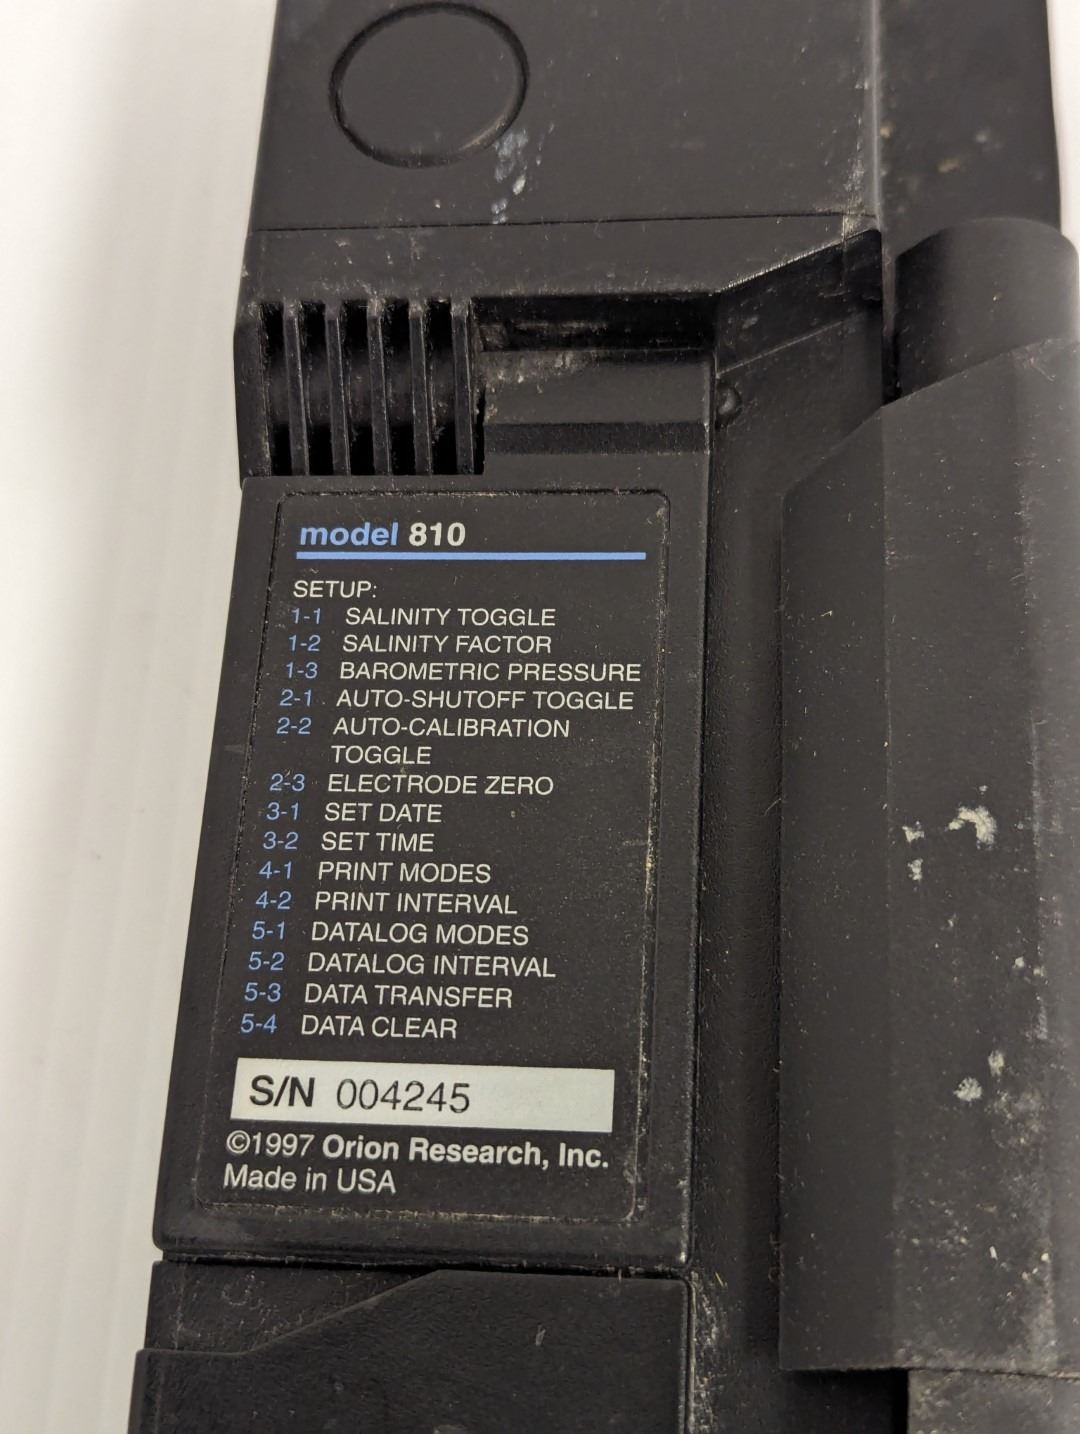 model 810
SETUP:
1-1 SALINITY TOGGLE
1-2 SALINITY FACTOR
1-3 BAROMETRIC PRESSURE
2-1 AUTO-SHUTOFF TOGGLE
2-2 AUTO-CALIBRATION
TOGGLE
2-3 ELECTRODE ZERO
3-1 SET DATE
3-2 SET TIME
4-1 PRINT MODES
4-2 PRINT INTERVAL
5-1 DATALOG MODES
5-2 DATALOG INTERVAL
5-3 DATA TRANSFER
5-4 DATA CLEAR
S/N 004245
©1997 Orion Research, Inc.
Made in USA